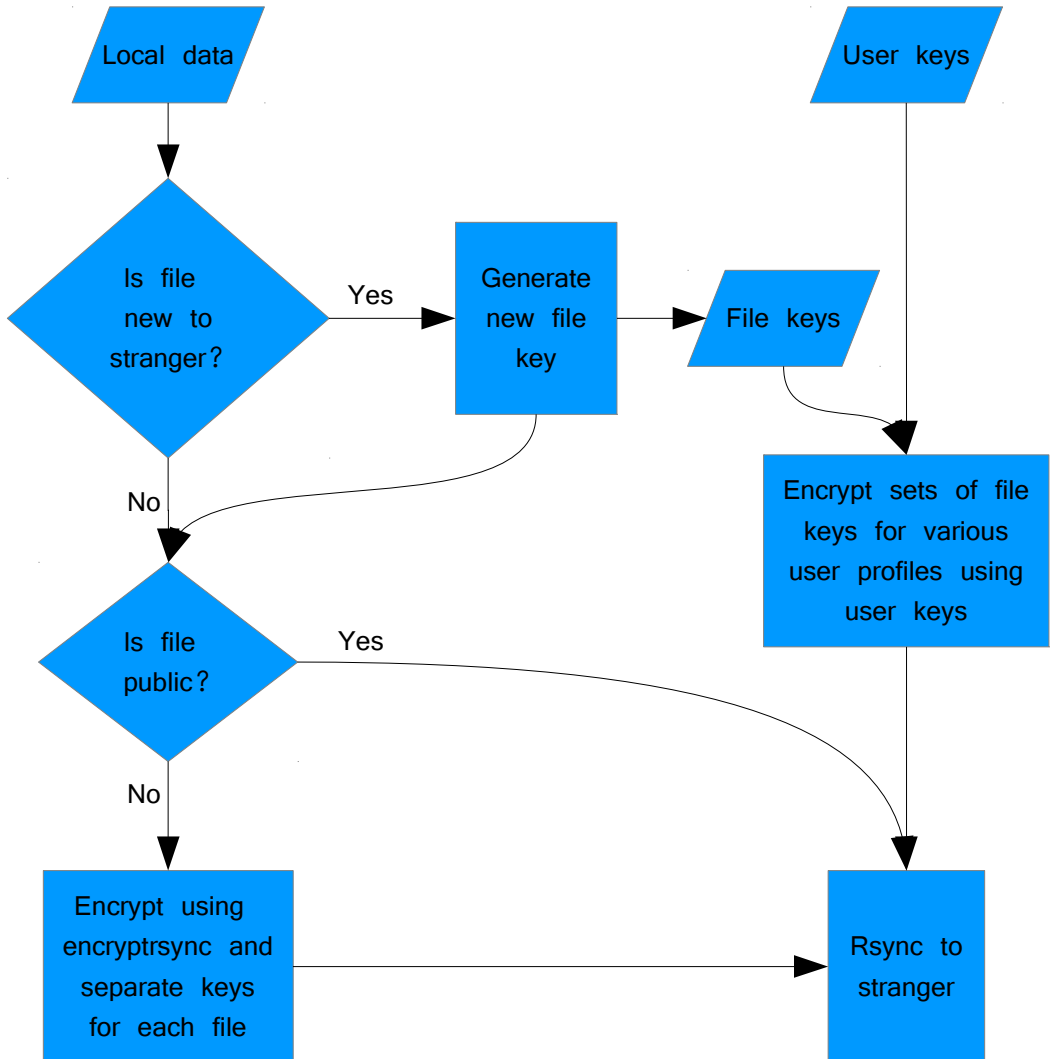 Local data
User keys
Is file
new to
stranger?
Yes
Generate
new file
key
File keys
No
Encrypt sets of file
keys for various
user profiles using
user keys
Is file
public?
Yes
No
Encrypt using
encryptrsync and
separate keys
for each file
Rsync to
stranger